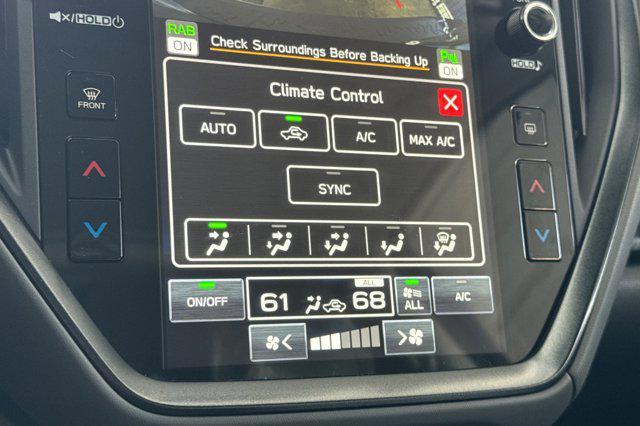 HOLD
RAB
ON
Check Surroundings Before Backing Up
ON
HOLD
Climate Control
FRONT
AUTO
A/C
MAX A/C
SYNC
ON/OFF
61
68
ALL
ALL
A/C